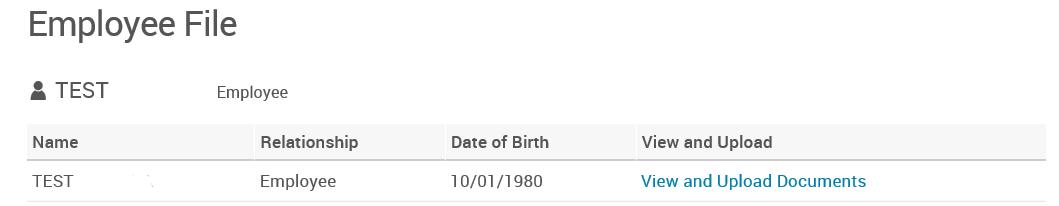 Employee File
TEST Employee
Name Relationship Date of Birth View and Upload
TEST Employee 10/01/1980 View and Upload Documents